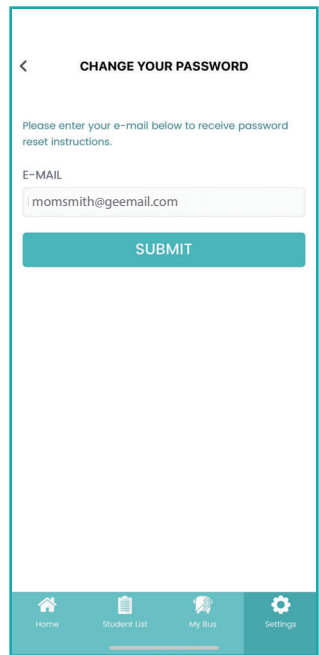 CHANGE YOUR PASSWORD
Please enter your e-mail below to receive password
reset instructions.
E-MAIL
momsmith@geemail.com
SUBMIT
Home Student List My Bus Settings